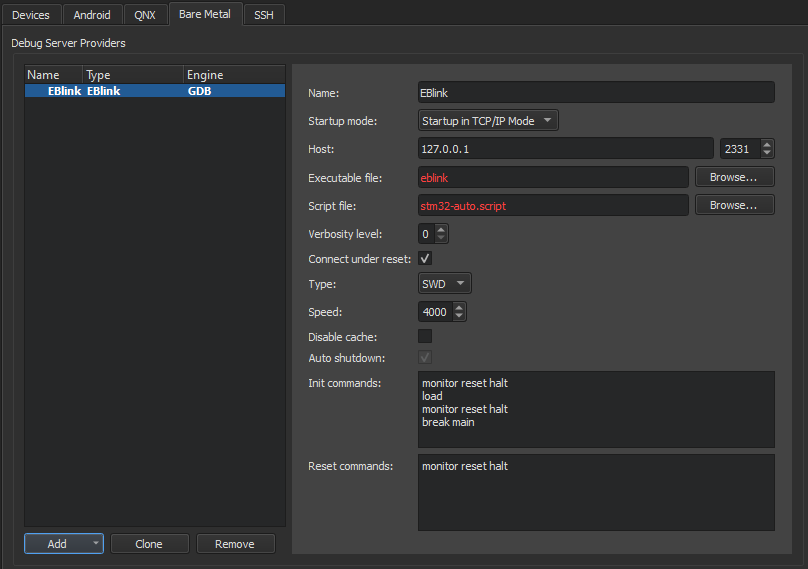 Devices Android QNX Bare Metal SSH
Debug Server Providers
Name Type Engine
EBlink EBlink GDB
Name: EBlink
Startup mode: Startup in TCP/IP Mode
Host: 127.0.0.1 2331
Executable file: eblink Browse...
Script file: stm32-auto.script Browse...
Verbosity level: 0
Connect under reset:
Type: SWD
Speed: 4000
Disable cache:
Auto shutdown:
Init commands: monitor reset halt
load
monitor reset halt
break main
Reset commands: monitor reset halt
Add Clone Remove